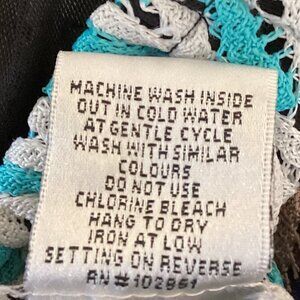 MACHINE WASH INSIDE
OUT IN COLD WATER
AT GENTLE CYCLE
WASH WITH SIMILAR
COLOURS
DO NOT USE
CHLORINE BLEACH
HANG TO DRY
IRON AT LOW
SETTING ON REVERSE
RN#102861